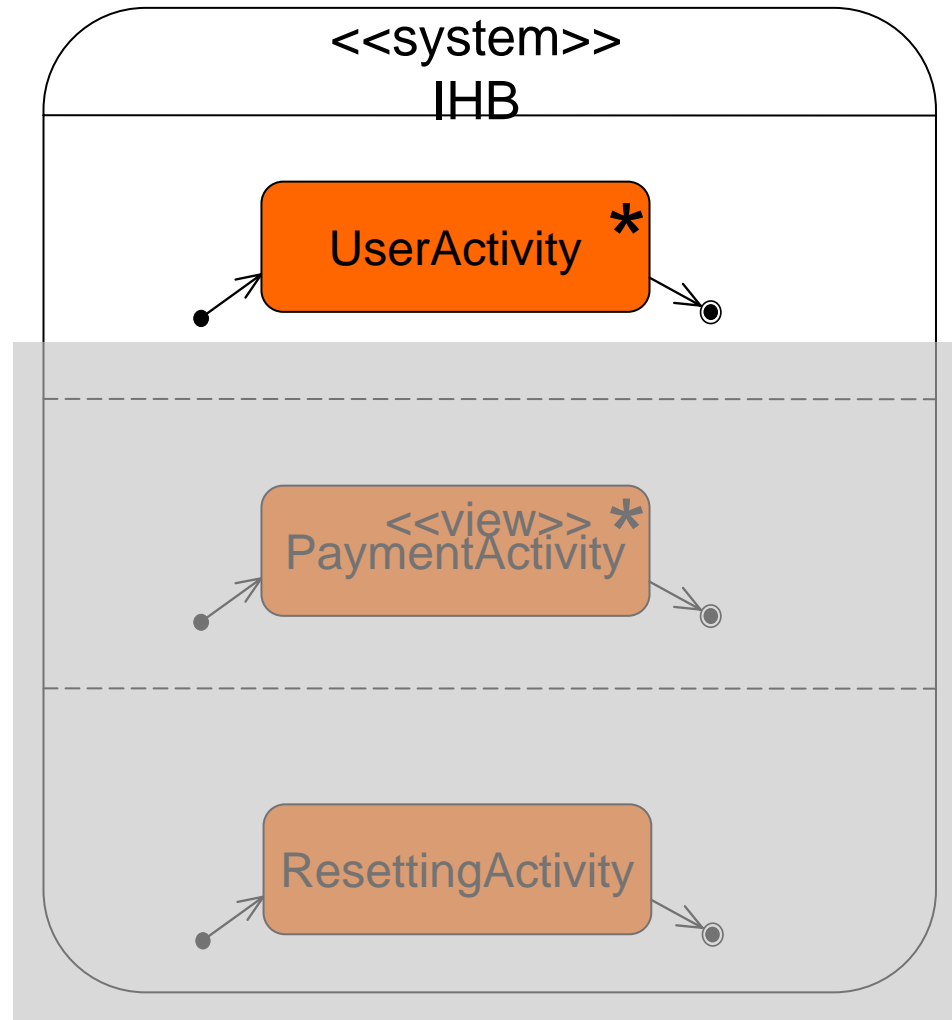 <<system>>
IHB
UserActivity *
<<view>> *
PaymentActivity
ResettingActivity